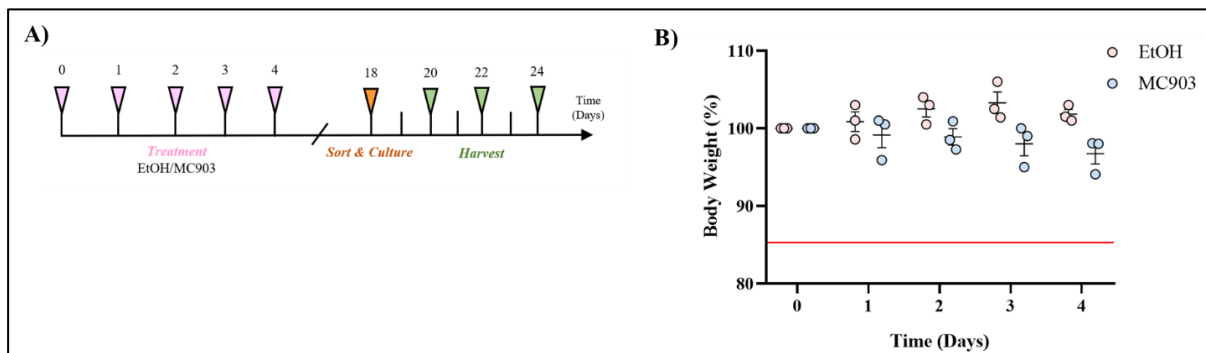 A)
0 1 2 3 4 18 20 22 24
Time
(Days)
Treatment
EtOH/MC903
Sort & Culture
Harvest
B)
EtOH
MC903
110
100
90
80
Body Weight (%)
0 1 2 3 4
Time (Days)